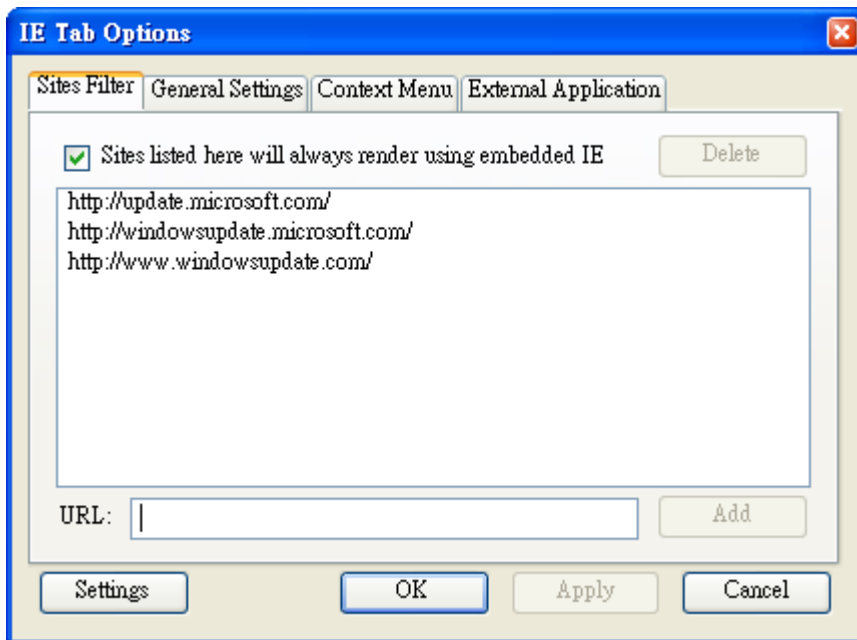 IE Tab Options
Sites Filter General Settings Context Menu External Application
Sites listed here will always render using embedded IE Delete
http://update.microsoft.com/
http://windowsupdate.microsoft.com/
http://www.windowsupdate.com/
URL: Add
Settings OK Apply Cancel